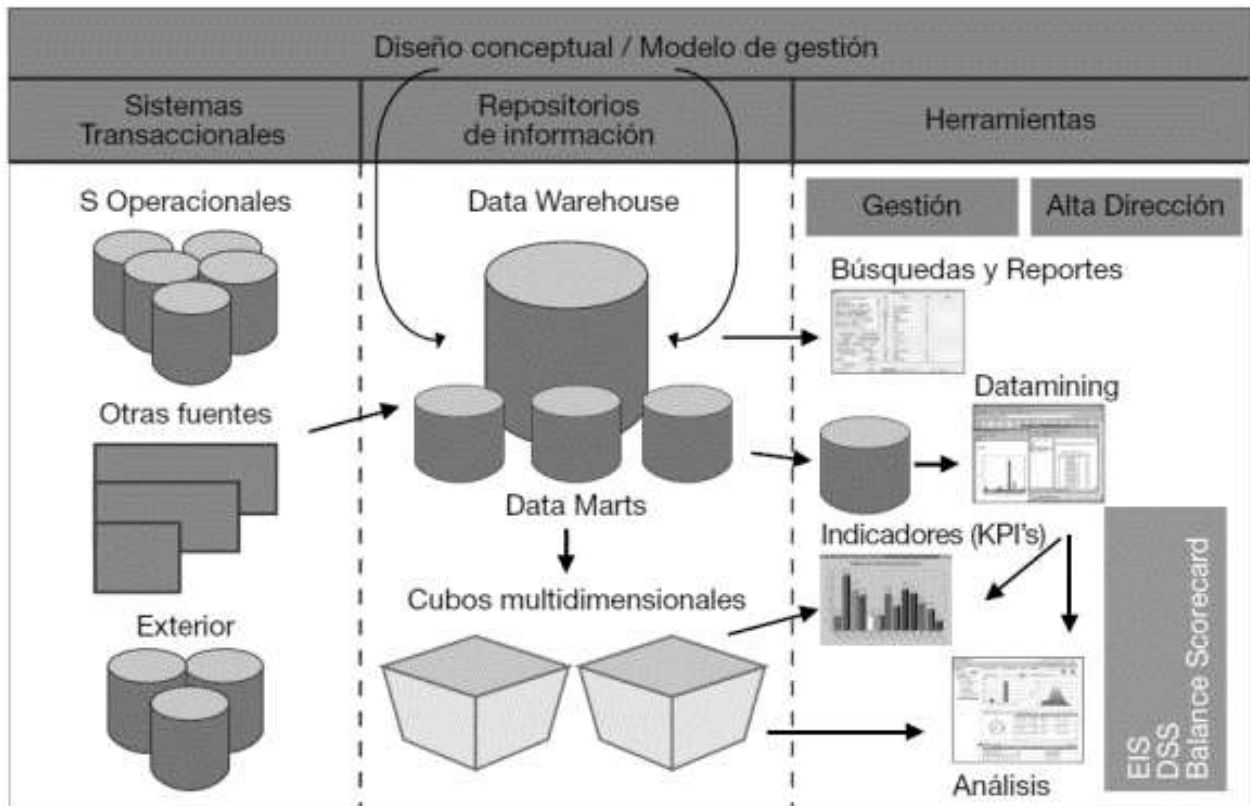 Diseño conceptual / Modelo de gestión
Sistemas
Transaccionales
Repositorios
de información
Herramientas
S Operacionales
Otras fuentes
Exterior
Data Warehouse
Data Marts
Cubos multidimensionales
Gestión
Alta Dirección
Búsquedas y Reportes
Datamining
Indicadores (KPI's)
Análisis
EIS
DSS
Balance Scorecard